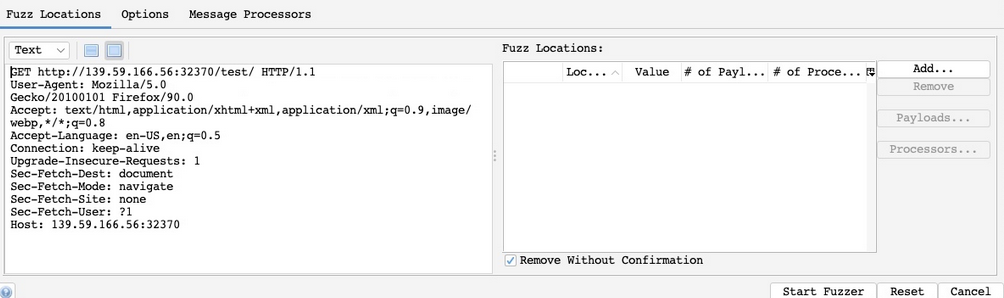 Fuzz Locations Options Message Processors
Text
GET http://139.59.166.56:32370/test/ HTTP/1.1
User-Agent: Mozilla/5.0
Gecko/20100101 Firefox/90.0
Accept: text/html,application/xhtml+xml,application/xml;q=0.9,image/
webp,*/*;q=0.8
Accept-Language: en-US,en;q=0.5
Connection: keep-alive
Upgrade-Insecure-Requests: 1
Sec-Fetch-Dest: document
Sec-Fetch-Mode: navigate
Sec-Fetch-Site: none
Sec-Fetch-User: ?1
Host: 139.59.166.56:32370
Fuzz Locations:
Loc... Value # of Payl... # of Proce...
Add...
Remove
Payloads...
Processors...
Remove Without Confirmation
Start Fuzzer Reset Cancel